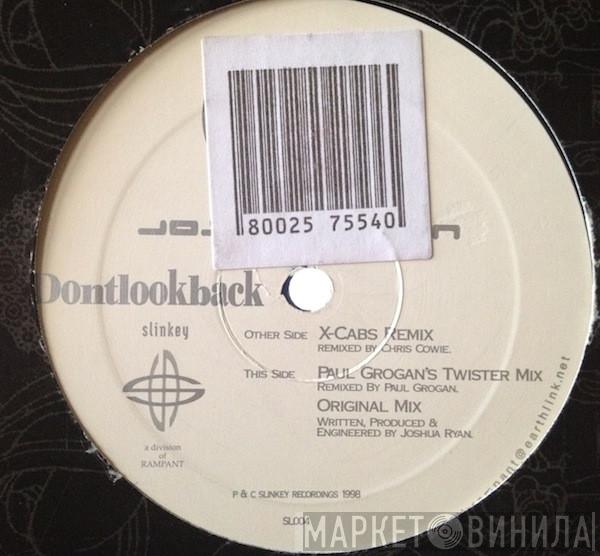 80025 75540
Dontlookback
slinkey
OTHER SIDE X-CABS REMIX
REMIXED BY CHRIS COWIE.
THIS SIDE PAUL GROGAN'S TWISTER MIX
REMIXED BY PAUL GROGAN.
ORIGINAL MIX
WRITTEN, PRODUCED &
ENGINEERED BY JOSHUA RYAN.
a division
of
RAMPANT
P & C SLINKEY RECORDINGS 1998
SL004
МАРКЕТ ВИНИЛА